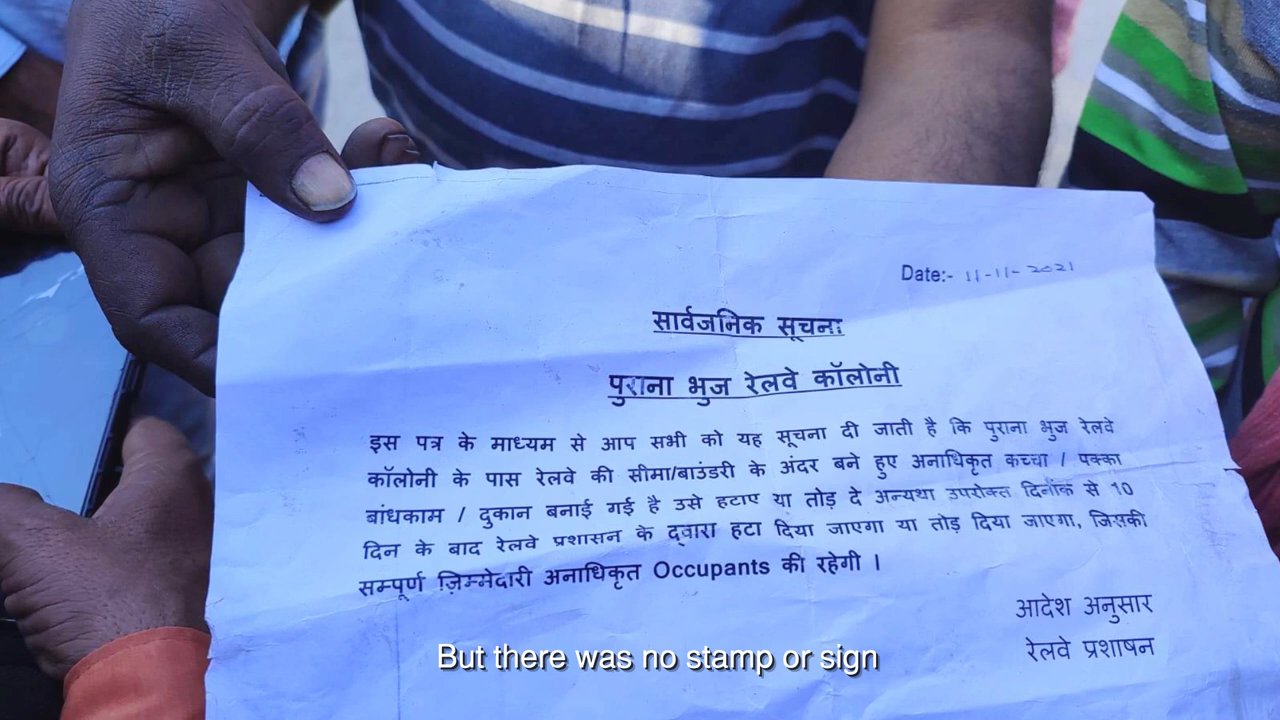 Date:- 11-11-2021
सार्वजनिक सूचना
पुराना भुज रेलवे कॉलोनी
इस पत्र के माध्यम से आप सभी को यह सूचना दी जाती है कि पुराना भुज रेलवे
कॉलोनी के पास रेलवे की सीमा/बाउंडरी के अंदर बने हुए अनाधिकृत कच्चा / पक्का
बांधकाम / दुकान बनाई गई है उसे हटाए या तोड़ दे अन्यथा उपरोक्त दिनाँक से 10
दिन के बाद रेलवे प्रशासन के द्वारा हटा दिया जाएगा या तोड़ दिया जाएगा, जिसकी
सम्पूर्ण ज़िम्मेदारी अनाधिकृत Occupants की रहेगी ।
आदेश अनुसार
रेलवे प्रशाषन
But there was no stamp or sign